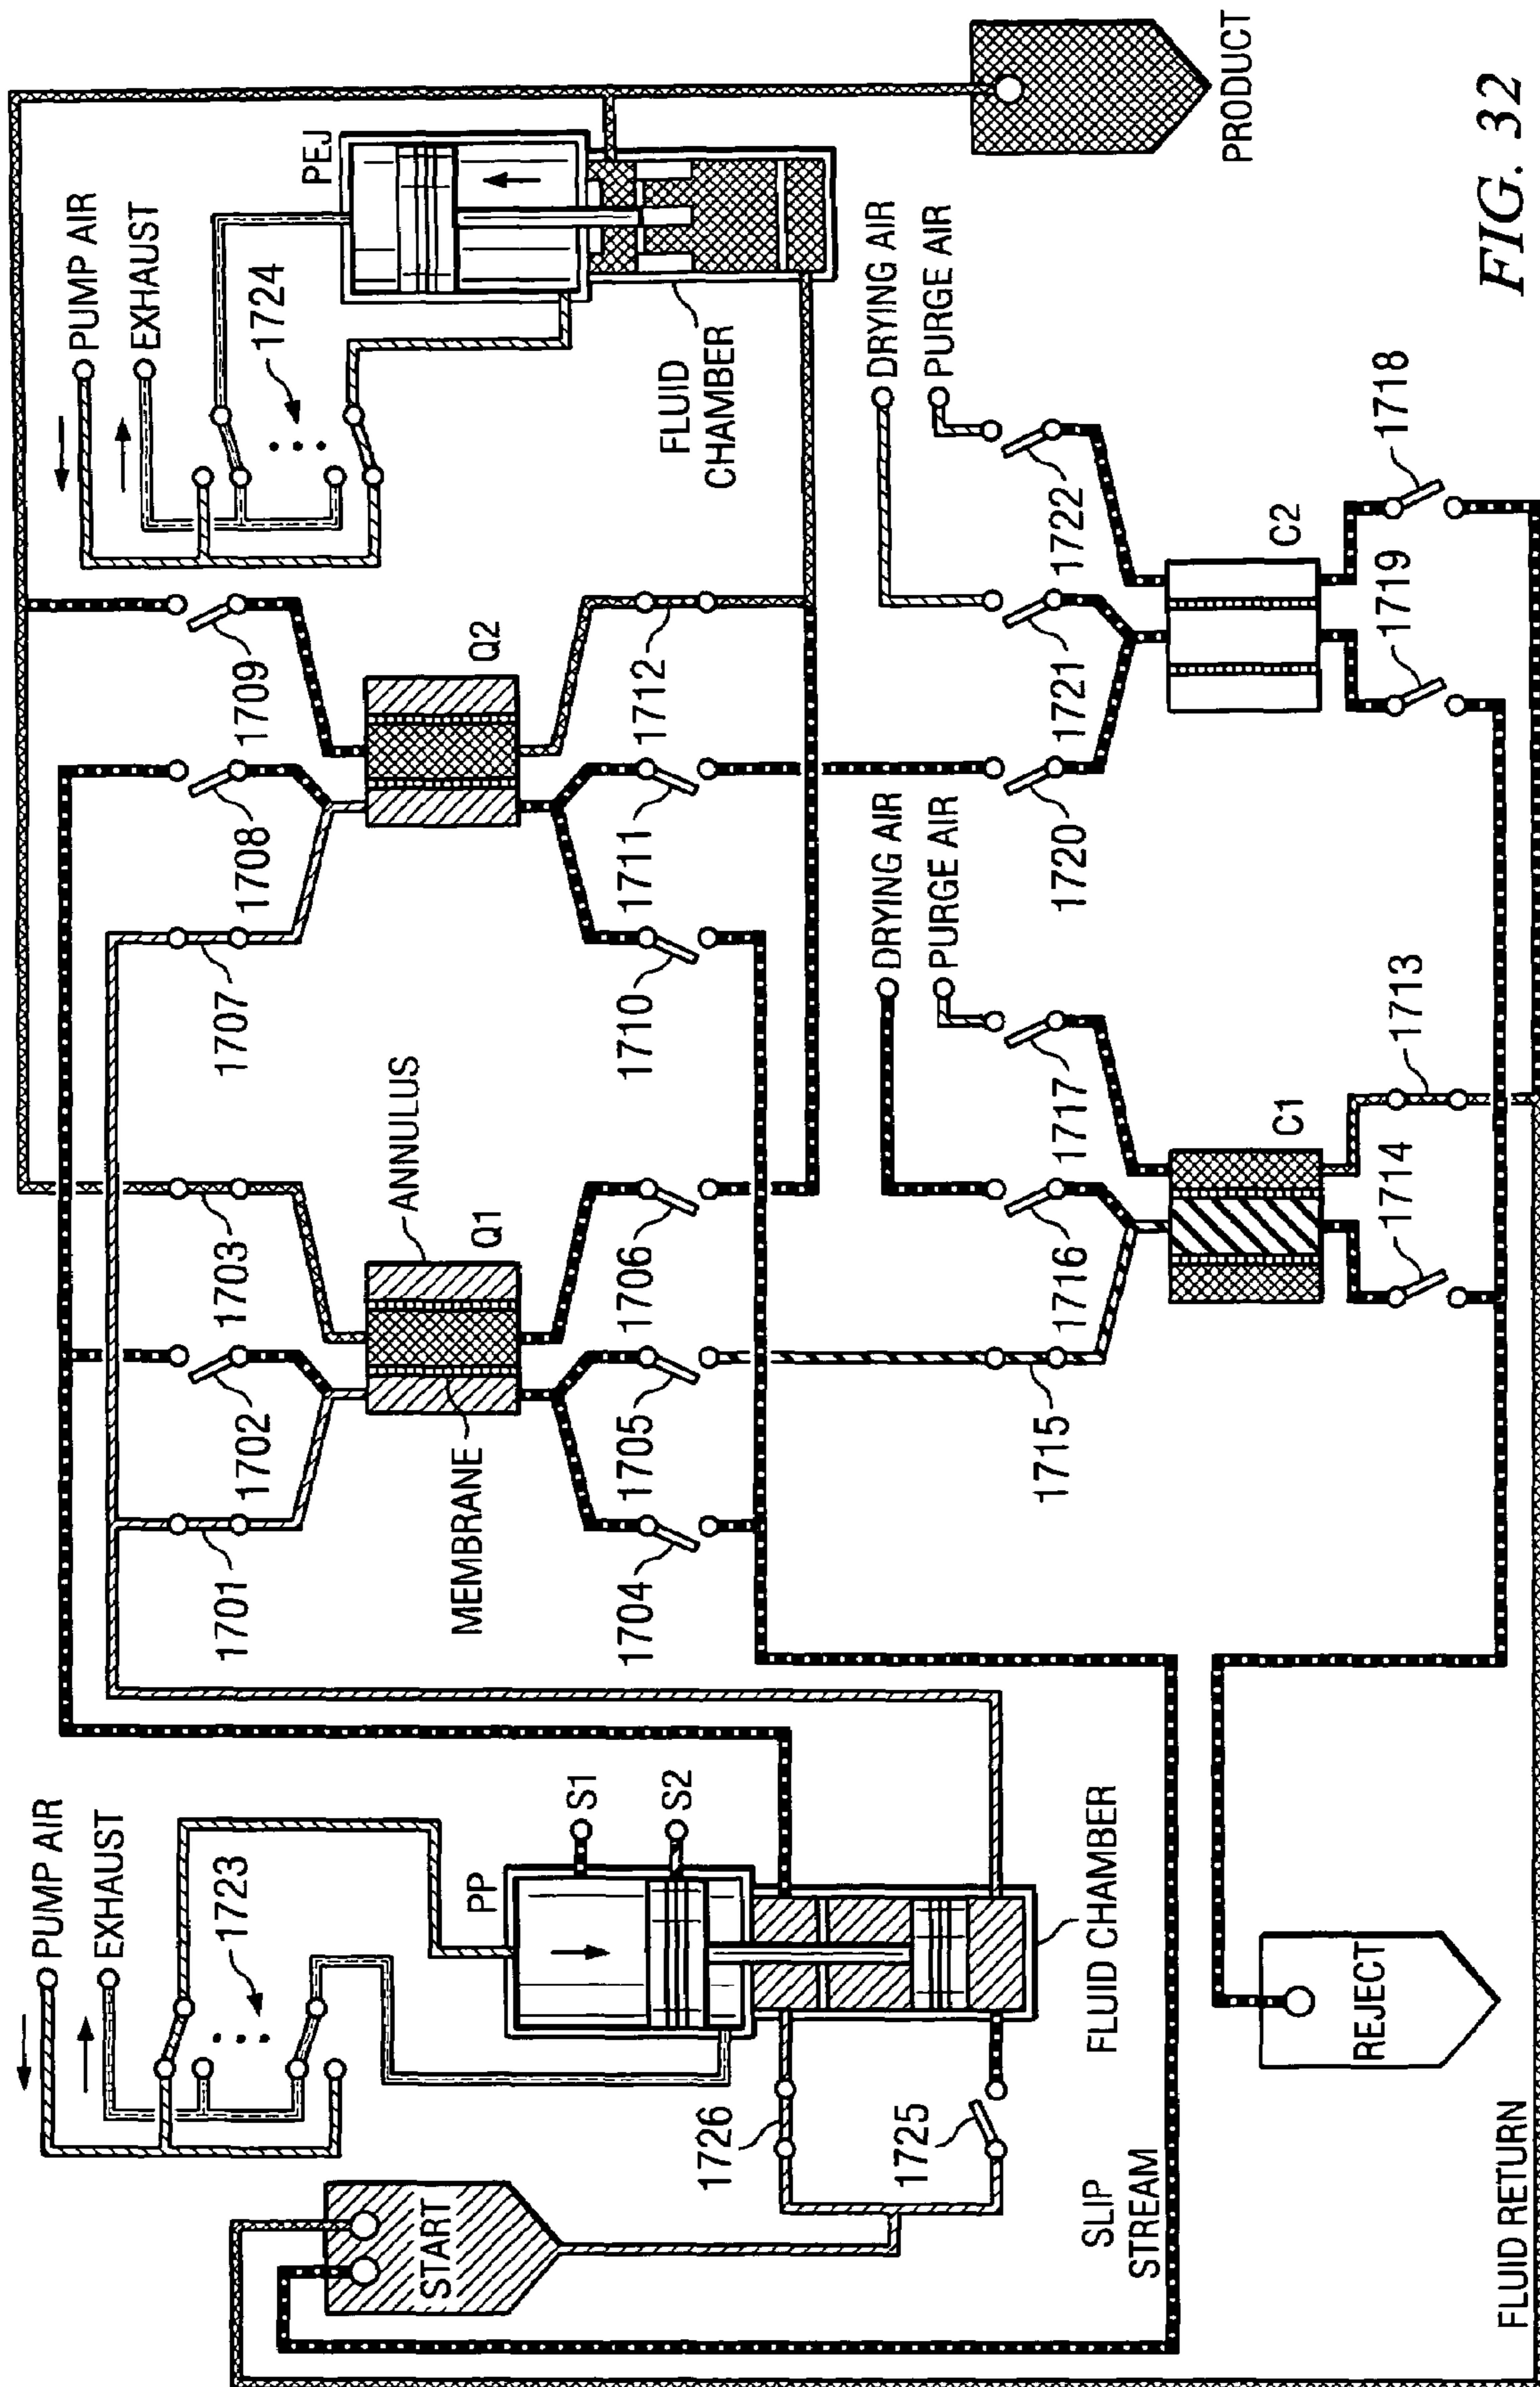 PUMP AIR
EXHAUST
1723
PP
S1
S2
START
1726
1725
SLIP
STREAM
FLUID CHAMBER
REJECT
FLUID RETURN
1701
1702
1703
MEMBRANE
ANNULUS
Q1
1704
1705
1706
1707
1708
1709
Q2
1710
1711
1712
PUMP AIR
EXHAUST
1724
PEJ
FLUID
CHAMBER
PRODUCT
DRYING AIR
PURGE AIR
1715
1716
1717
C1
1714
1713
DRYING AIR
PURGE AIR
1720
1721
1722
C2
1719
1718
FIG. 32